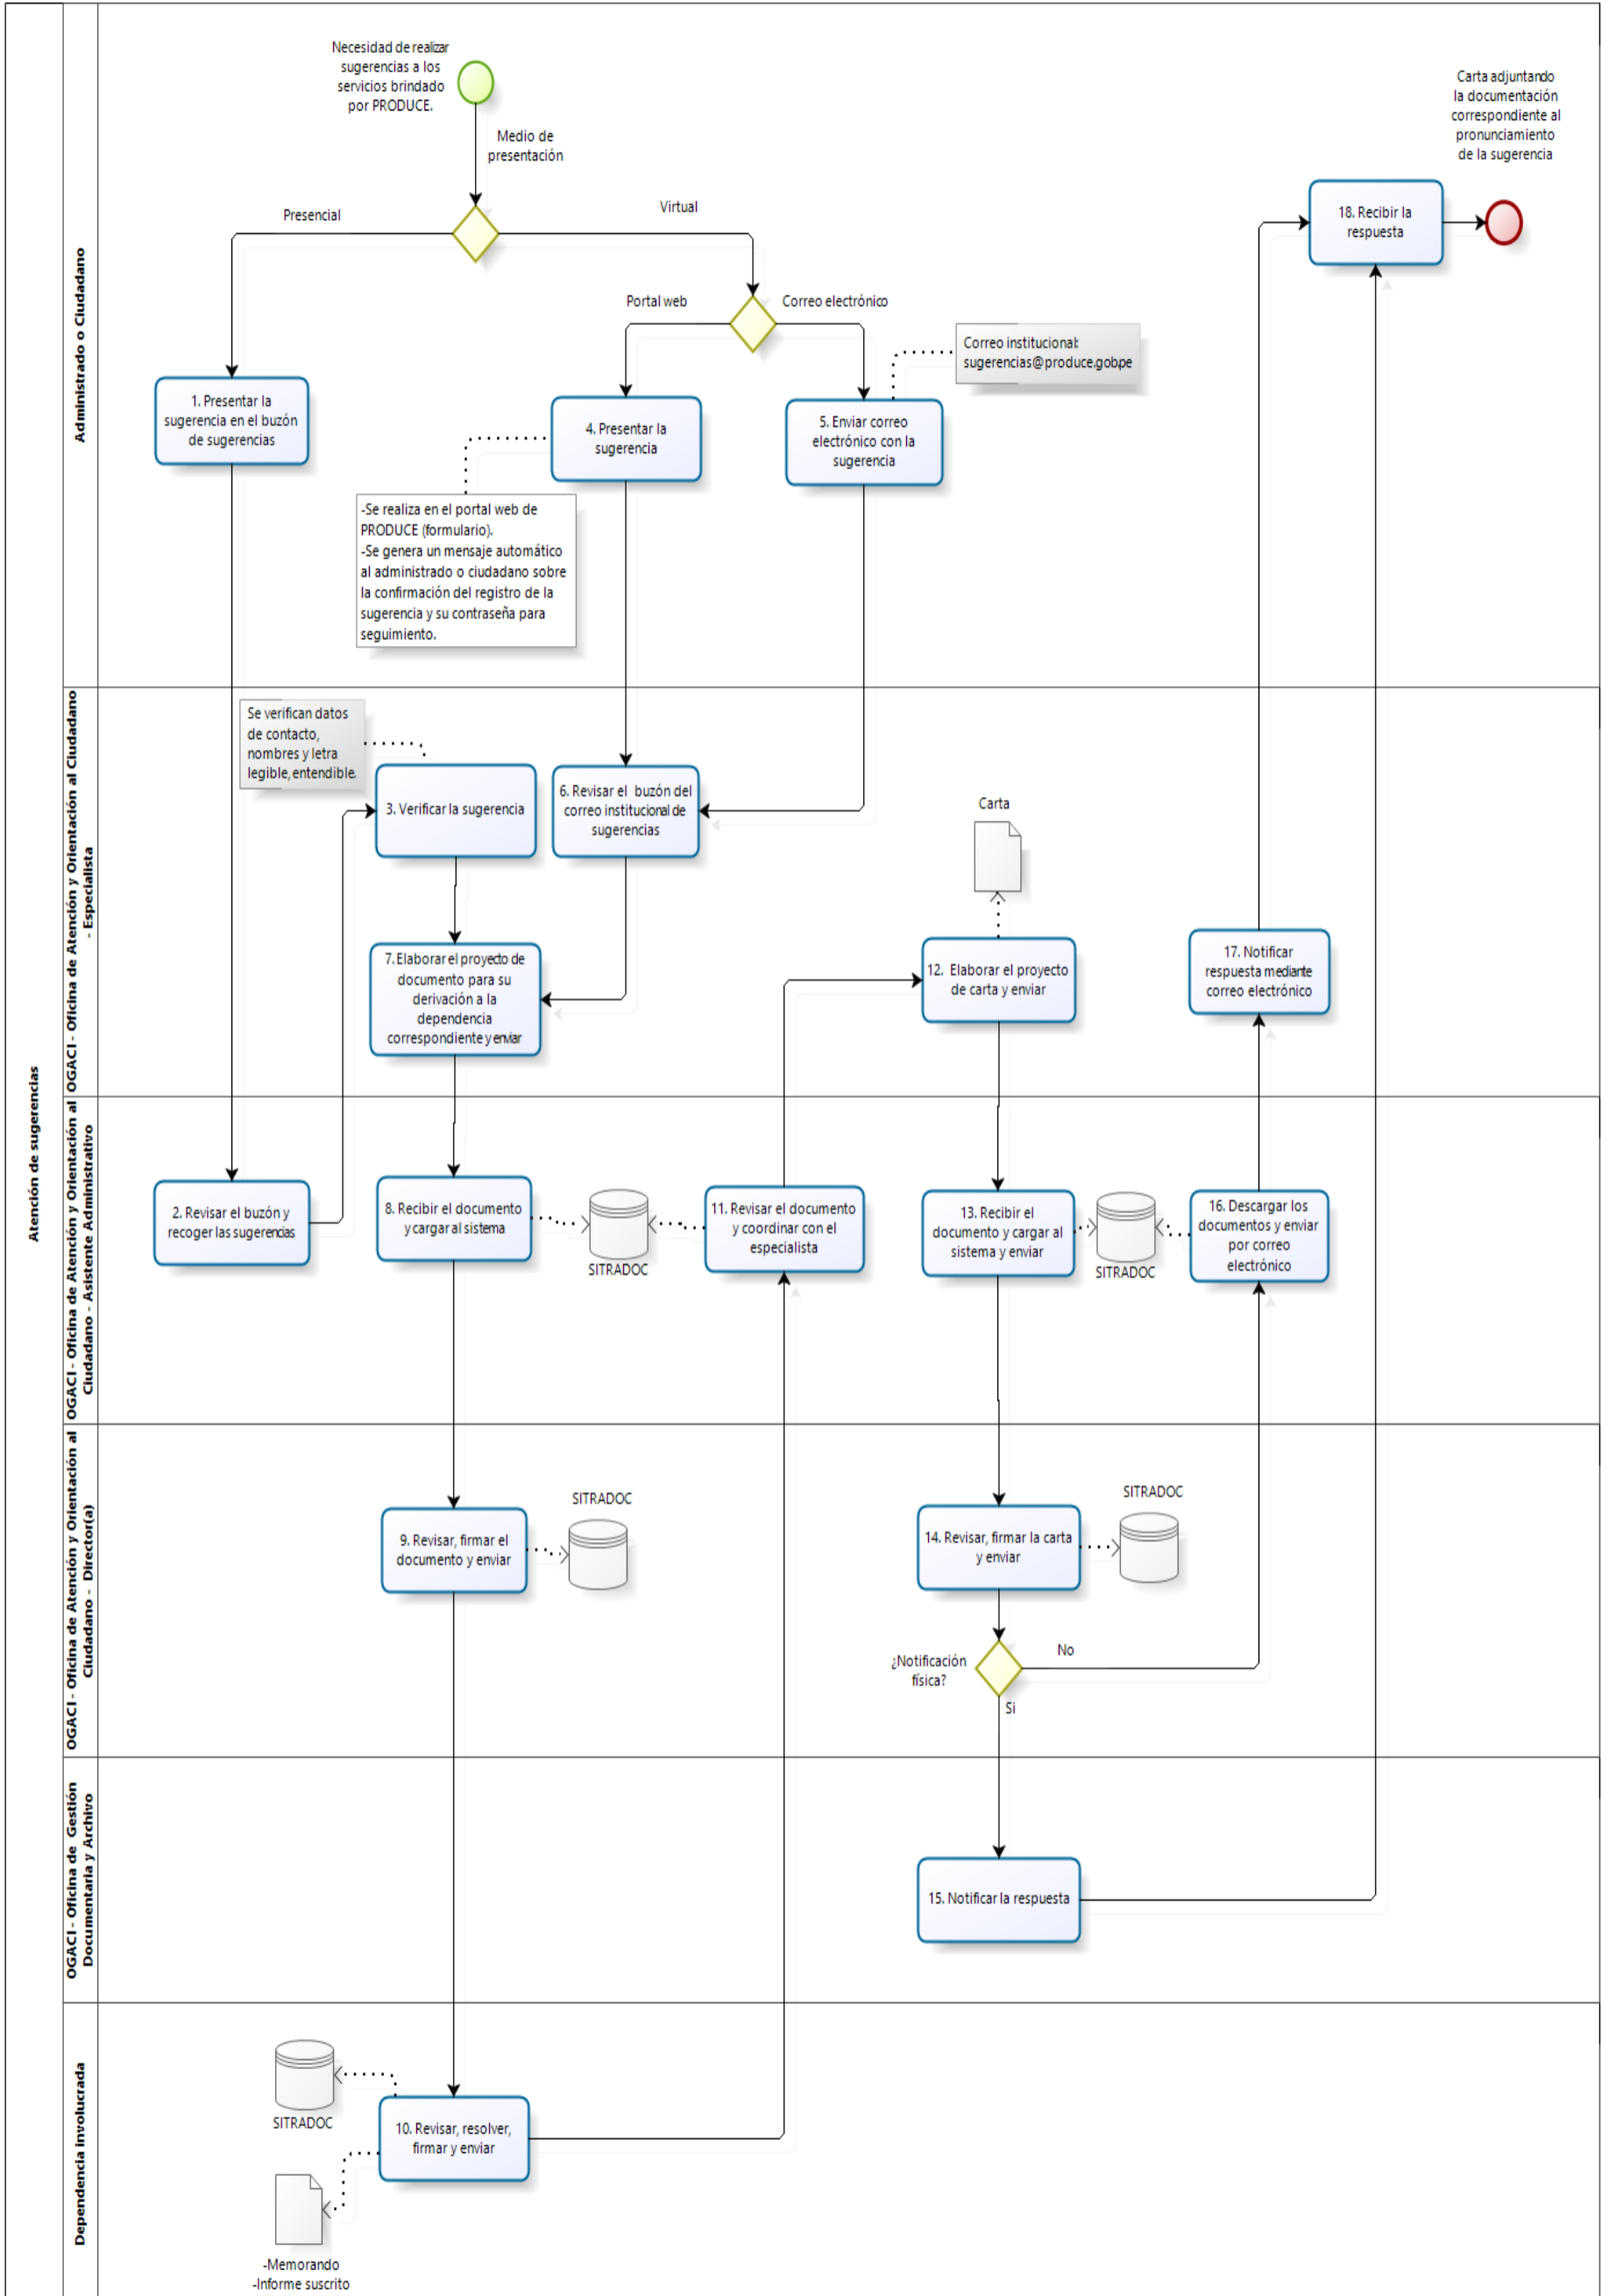 Atención de sugerencias
Administrado o Ciudadano
Necesidad de realizar
sugerencias a los
servicios brindado
por PRODUCE.
Medio de
presentación
Presencial
Virtual
Portal web
Correo electrónico
Correo institucional:
sugerencias@produce.gob.pe
1. Presentar la
sugerencia en el buzón
de sugerencias
4. Presentar la
sugerencia
5. Enviar correo
electrónico con la
sugerencia
-Se realiza en el portal web de
PRODUCE (formulario).
-Se genera un mensaje automático
al administrado o ciudadano sobre
la confirmación del registro de la
sugerencia y su contraseña para
seguimiento.
Carta adjuntando
la documentación
correspondiente al
pronunciamiento
de la sugerencia
18. Recibir la
respuesta
OGACI - Oficina de Atención y Orientación al Ciudadano
- Especialista
Se verifican datos
de contacto,
nombres y letra
legible, entendible.
3. Verificar la sugerencia
6. Revisar el buzón del
correo institucional de
sugerencias
7. Elaborar el proyecto de
documento para su
derivación a la
dependencia
correspondiente y enviar
Carta
12. Elaborar el proyecto
de carta y enviar
17. Notificar
respuesta mediante
correo electrónico
OGACI - Oficina de Atención y Orientación al
Ciudadano - Asistente Administrativo
2. Revisar el buzón y
recoger las sugerencias
8. Recibir el documento
y cargar al sistema
SITRADOC
11. Revisar el documento
y coordinar con el
especialista
13. Recibir el
documento y cargar al
sistema y enviar
SITRADOC
16. Descargar los
documentos y enviar
por correo
electrónico
OGACI - Oficina de Atención y Orientación al
Ciudadano - Director(a)
9. Revisar, firmar el
documento y enviar
SITRADOC
14. Revisar, firmar la carta
y enviar
SITRADOC
¿Notificación
física?
No
Si
OGACI - Oficina de Gestión
Documentaria y Archivo
15. Notificar la respuesta
Dependencia involucrada
SITRADOC
10. Revisar, resolver,
firmar y enviar
-Memorando
-Informe suscrito